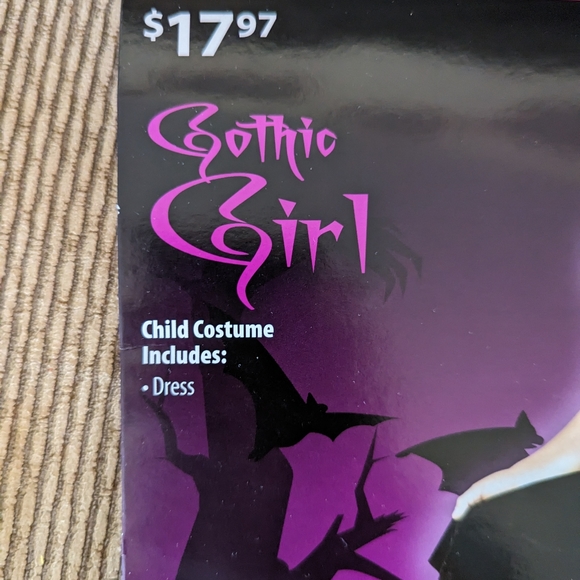 $17.97
Gothic
Girl
Child Costume
Includes:
• Dress